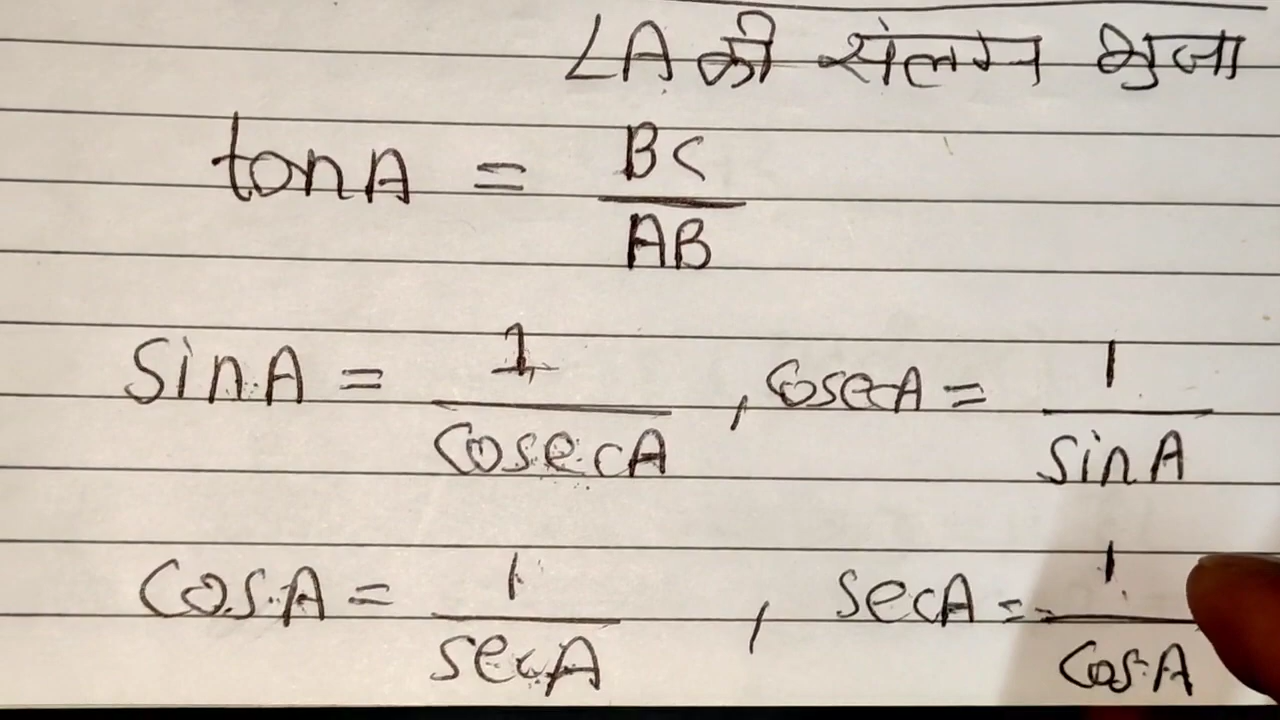 ∠A की संलग्न भुजा
tanA = BC/AB
SinA = 1/CosecA , CosecA = 1/SinA
CosA = 1/SecA , SecA = 1/CosA